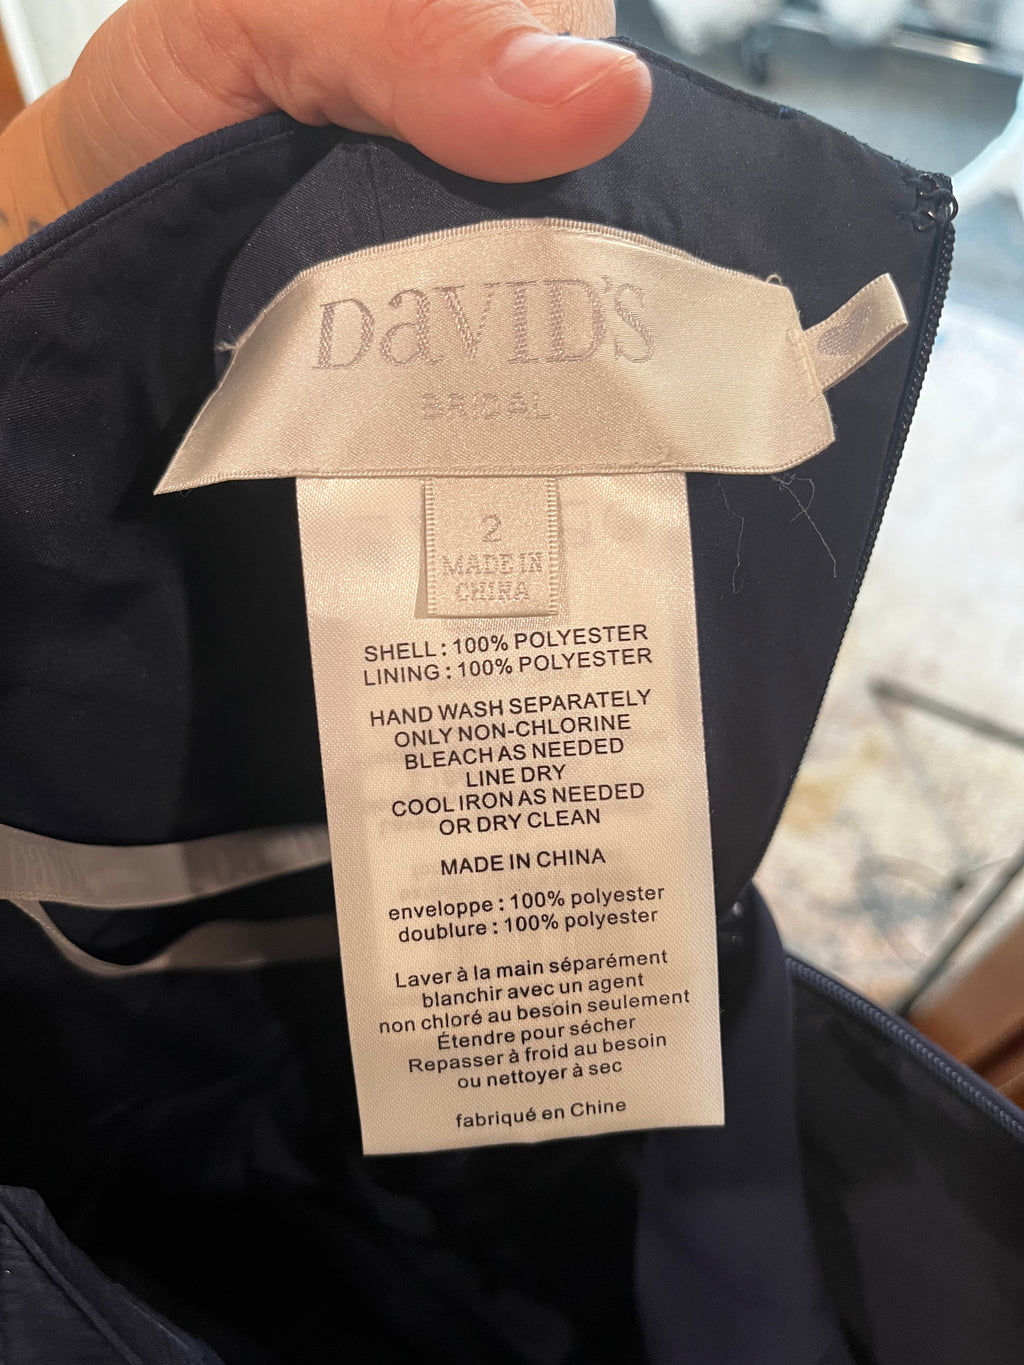 DaVID'S
BRIDAL
2
MADE IN
CHINA
SHELL : 100% POLYESTER
LINING : 100% POLYESTER
HAND WASH SEPARATELY
ONLY NON-CHLORINE
BLEACH AS NEEDED
LINE DRY
COOL IRON AS NEEDED
OR DRY CLEAN
MADE IN CHINA
enveloppe : 100% polyester
doublure : 100% polyester
Laver à la main séparément
blanchir avec un agent
non chloré au besoin seulement
Étendre pour sécher
Repasser à froid au besoin
ou nettoyer à sec
fabriqué en Chine